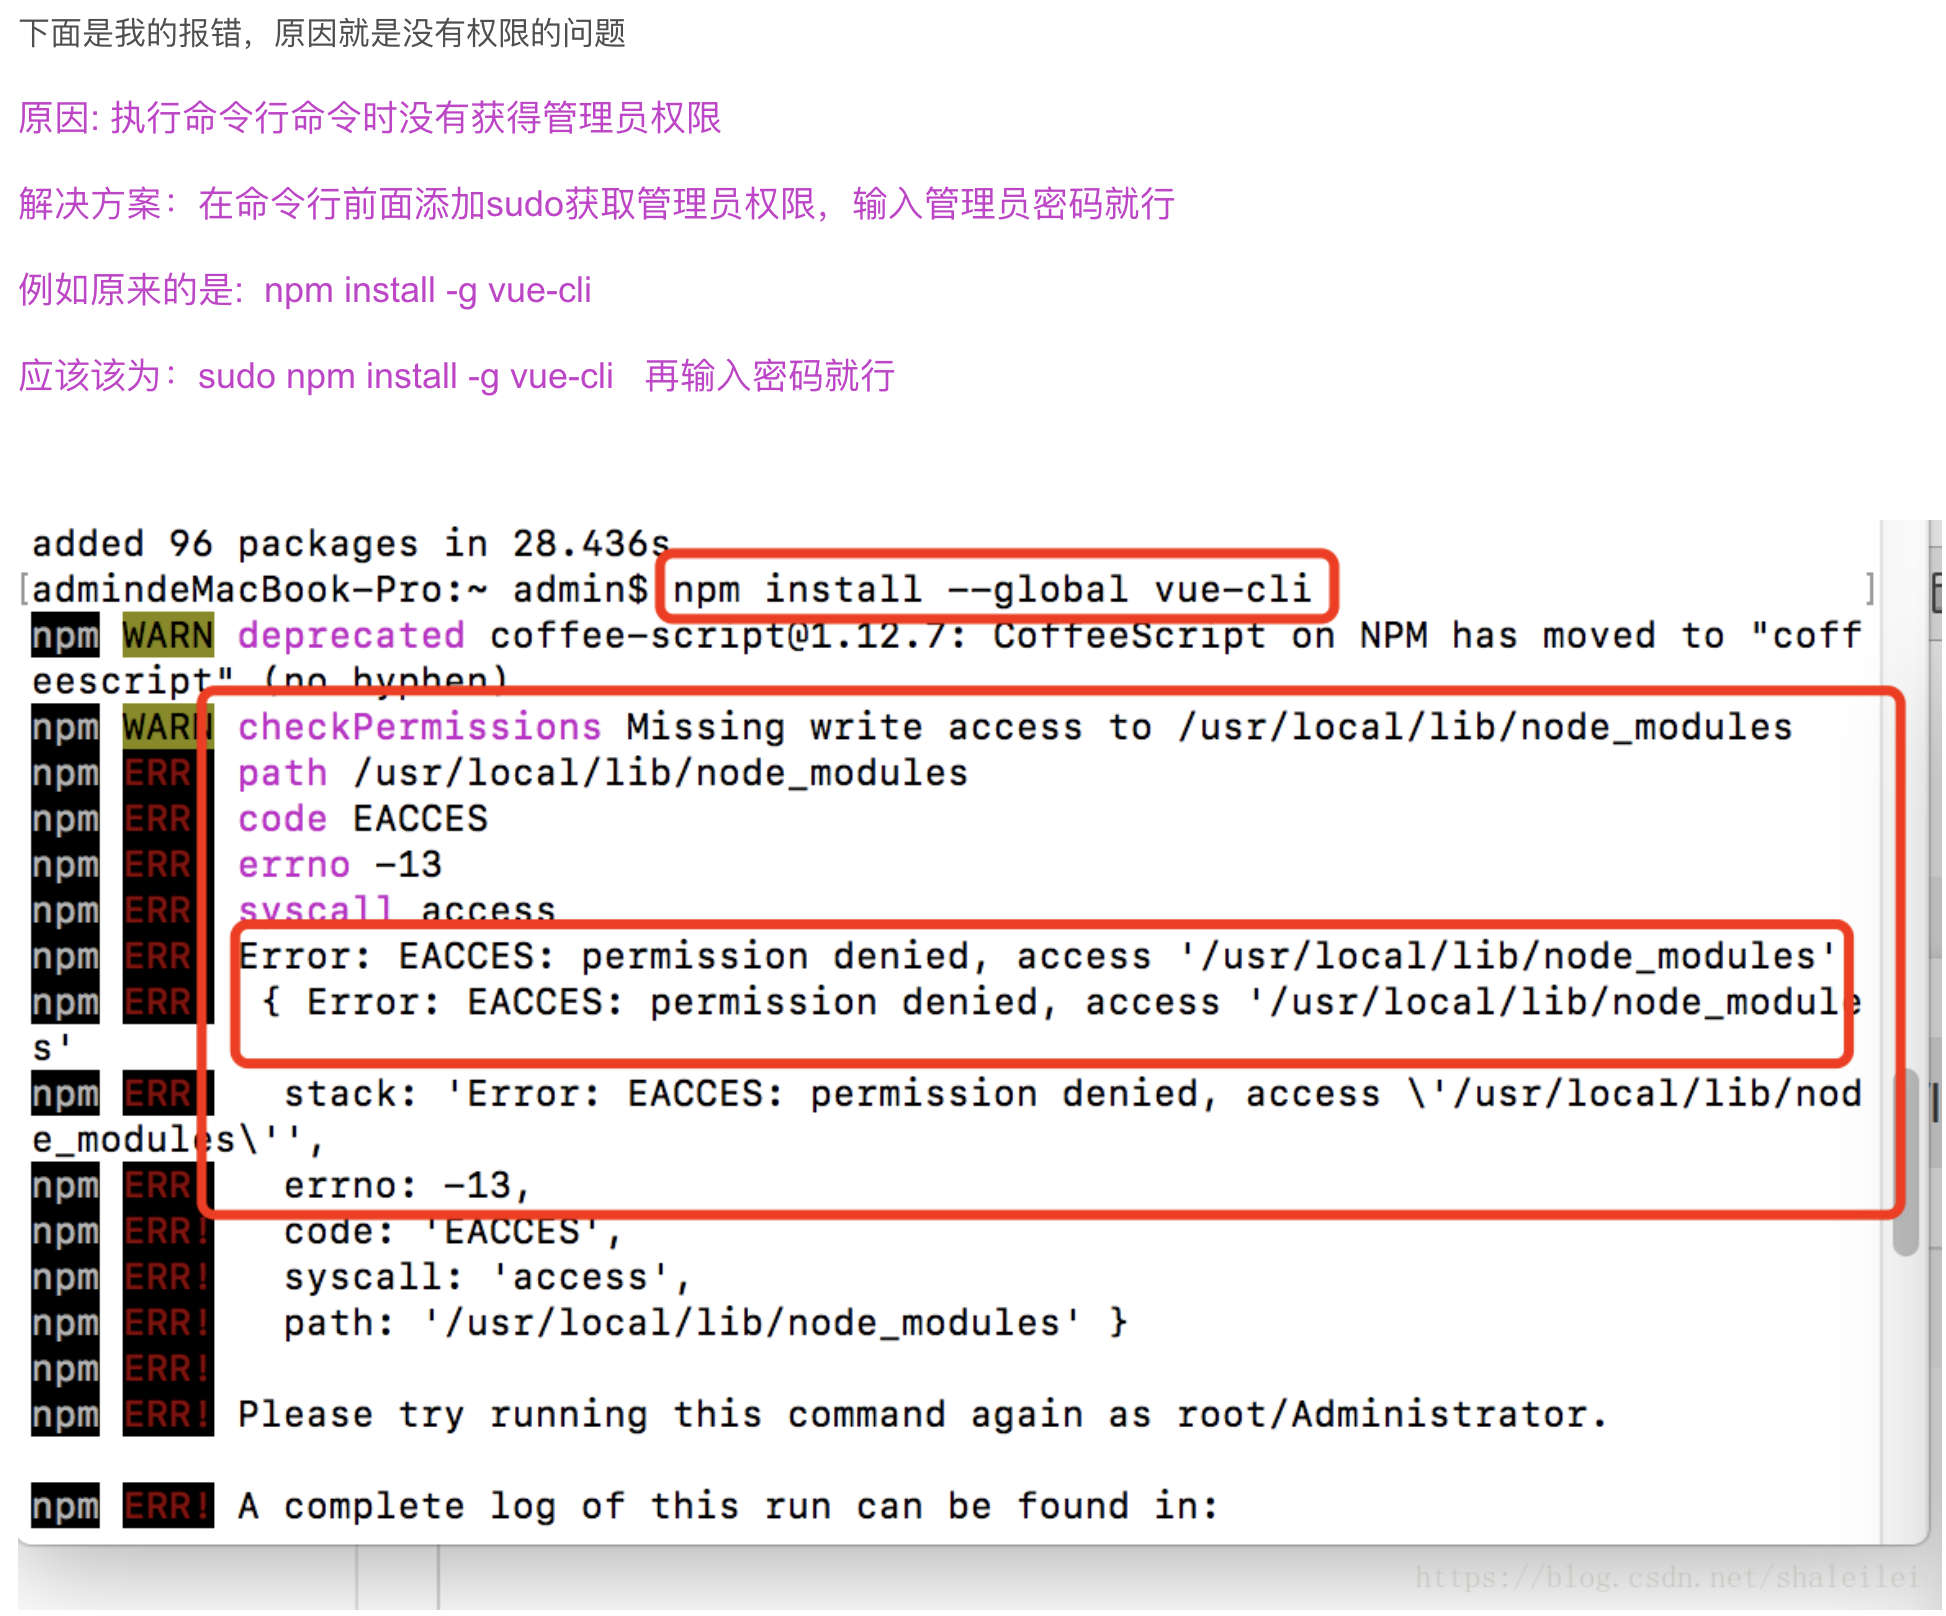 下面是我的报错，原因就是没有权限的问题
原因: 执行命令行命令时没有获得管理员权限
解决方案：在命令行前面添加sudo获取管理员权限，输入管理员密码就行
例如原来的是:  npm install -g vue-cli
应该该为：sudo npm install -g vue-cli   再输入密码就行
added 96 packages in 28.436s
[admindeMacBook-Pro:~ admin$ npm install --global vue-cli ]
npm WARN deprecated coffee-script@1.12.7: CoffeeScript on NPM has moved to "coff
eescript" (no hyphen)
npm WARN checkPermissions Missing write access to /usr/local/lib/node_modules
npm ERR path /usr/local/lib/node_modules
npm ERR code EACCES
npm ERR errno -13
npm ERR syscall access
npm ERR Error: EACCES: permission denied, access '/usr/local/lib/node_modules'
npm ERR  { Error: EACCES: permission denied, access '/usr/local/lib/node_module
s'
npm ERR   stack: 'Error: EACCES: permission denied, access \'/usr/local/lib/nod
e_modules\'',
npm ERR   errno: -13,
npm ERR!   code: 'EACCES',
npm ERR!   syscall: 'access',
npm ERR!   path: '/usr/local/lib/node_modules' }
npm ERR!
npm ERR! Please try running this command again as root/Administrator.
npm ERR! A complete log of this run can be found in:
https://blog.csdn.net/shaleilei